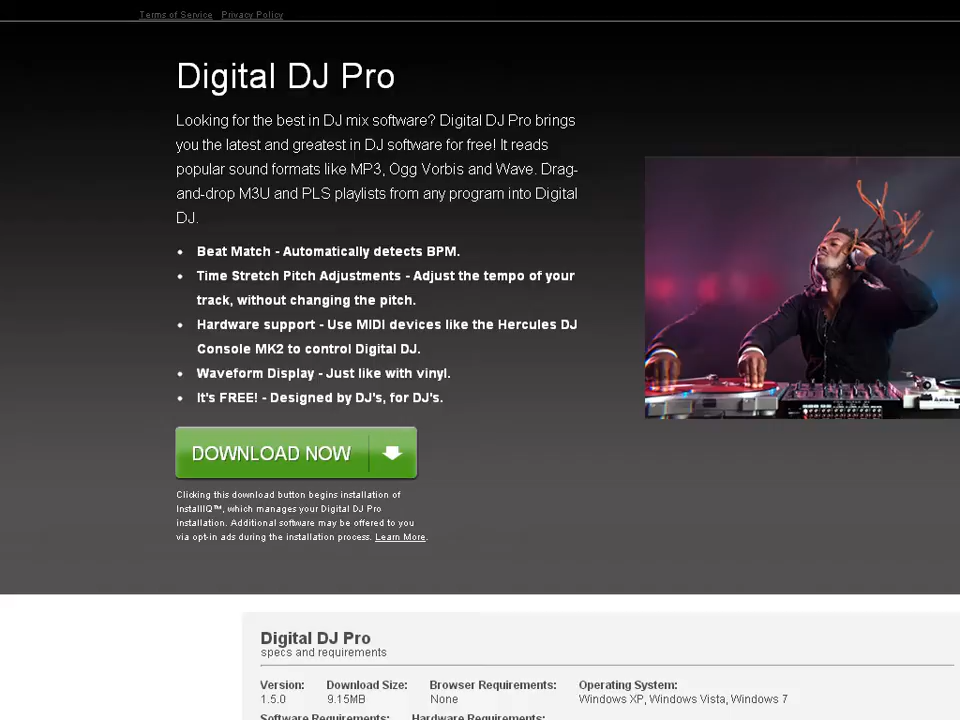 Terms of Service Privacy Policy
Digital DJ Pro
Looking for the best in DJ mix software? Digital DJ Pro brings
you the latest and greatest in DJ software for free! It reads
popular sound formats like MP3, Ogg Vorbis and Wave. Drag-
and-drop M3U and PLS playlists from any program into Digital
DJ.
• Beat Match - Automatically detects BPM.
• Time Stretch Pitch Adjustments - Adjust the tempo of your
track, without changing the pitch.
• Hardware support - Use MIDI devices like the Hercules DJ
Console MK2 to control Digital DJ.
• Waveform Display - Just like with vinyl.
• It's FREE! - Designed by DJ's, for DJ's.
DOWNLOAD NOW
Clicking this download button begins installation of
InstallIQ™, which manages your Digital DJ Pro
installation. Additional software may be offered to you
via opt-in ads during the installation process. Learn More.
Digital DJ Pro
specs and requirements
Version: Download Size: Browser Requirements: Operating System:
1.5.0 9.15MB None Windows XP, Windows Vista, Windows 7
Software Requirements: Hardware Requirements: